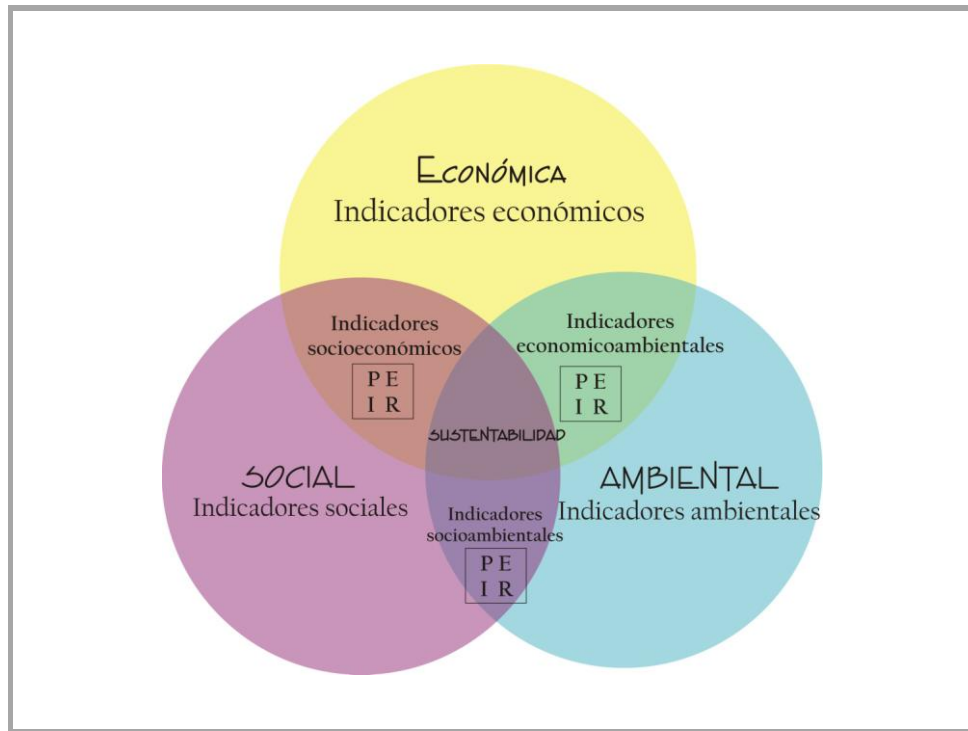 ECONÓMICA
Indicadores económicos
Indicadores
socioeconómicos
P E
I R
Indicadores
economicoambientales
P E
I R
SUSTENTABILIDAD
SOCIAL
Indicadores sociales
AMBIENTAL
Indicadores ambientales
Indicadores
socioambientales
P E
I R